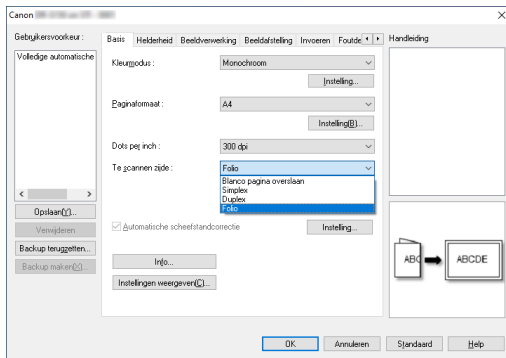 Canon
Gebruikersvoorkeur :
Volledige automatische
Opslaan(Y)...
Verwijderen
Backup terugzetten...
Backup maken(X)...
Basis Helderheid Beeldverwerking Beeldafstelling Invoeren Foutde
Kleurmodus : Monochroom
Instelling...
Paginaformaat : A4
Instelling(B)...
Dots per inch : 300 dpi
Te scannen zijde : Folio
Blanco pagina overslaan
Simplex
Duplex
Folio
Automatische scheefstandcorrectie Instelling...
Info...
Instellingen weergeven(C)...
Handleiding
ABC ABCDE
OK Annuleren Standaard Help